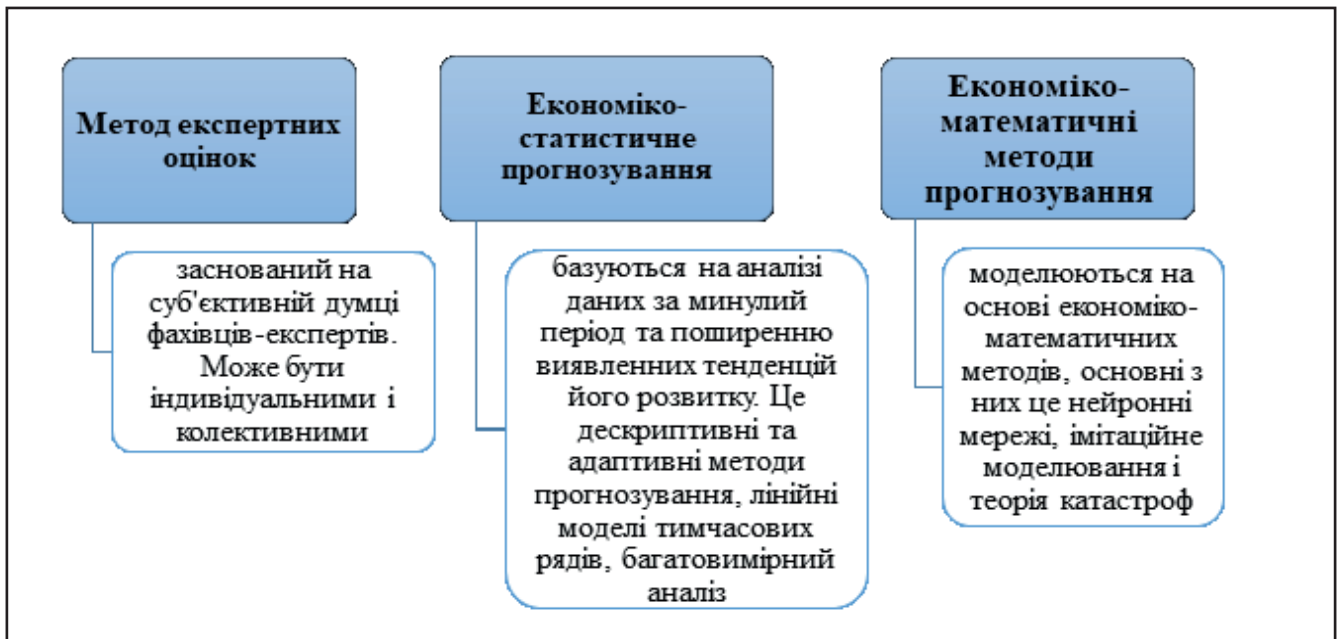 Метод експертних
оцінок
заснований на
суб'єктивній думці
фахівців-експертів.
Може бути
індивідуальними і
колективними
Економіко-
статистичне
прогнозування
базуються на аналізі
даних за минулий
період та поширенню
виявленних тенденцій
його розвитку. Це
дескриптивні та
адаптивні методи
прогнозування, лінійні
моделі тимчасових
рядів, багатовимірний
аналіз
Економіко-
математичні
методи
прогнозування
моделюються на
основі економіко-
математичних
методів, основні з
них це нейронні
мережі, імітаційне
моделювання і
теорія катастроф